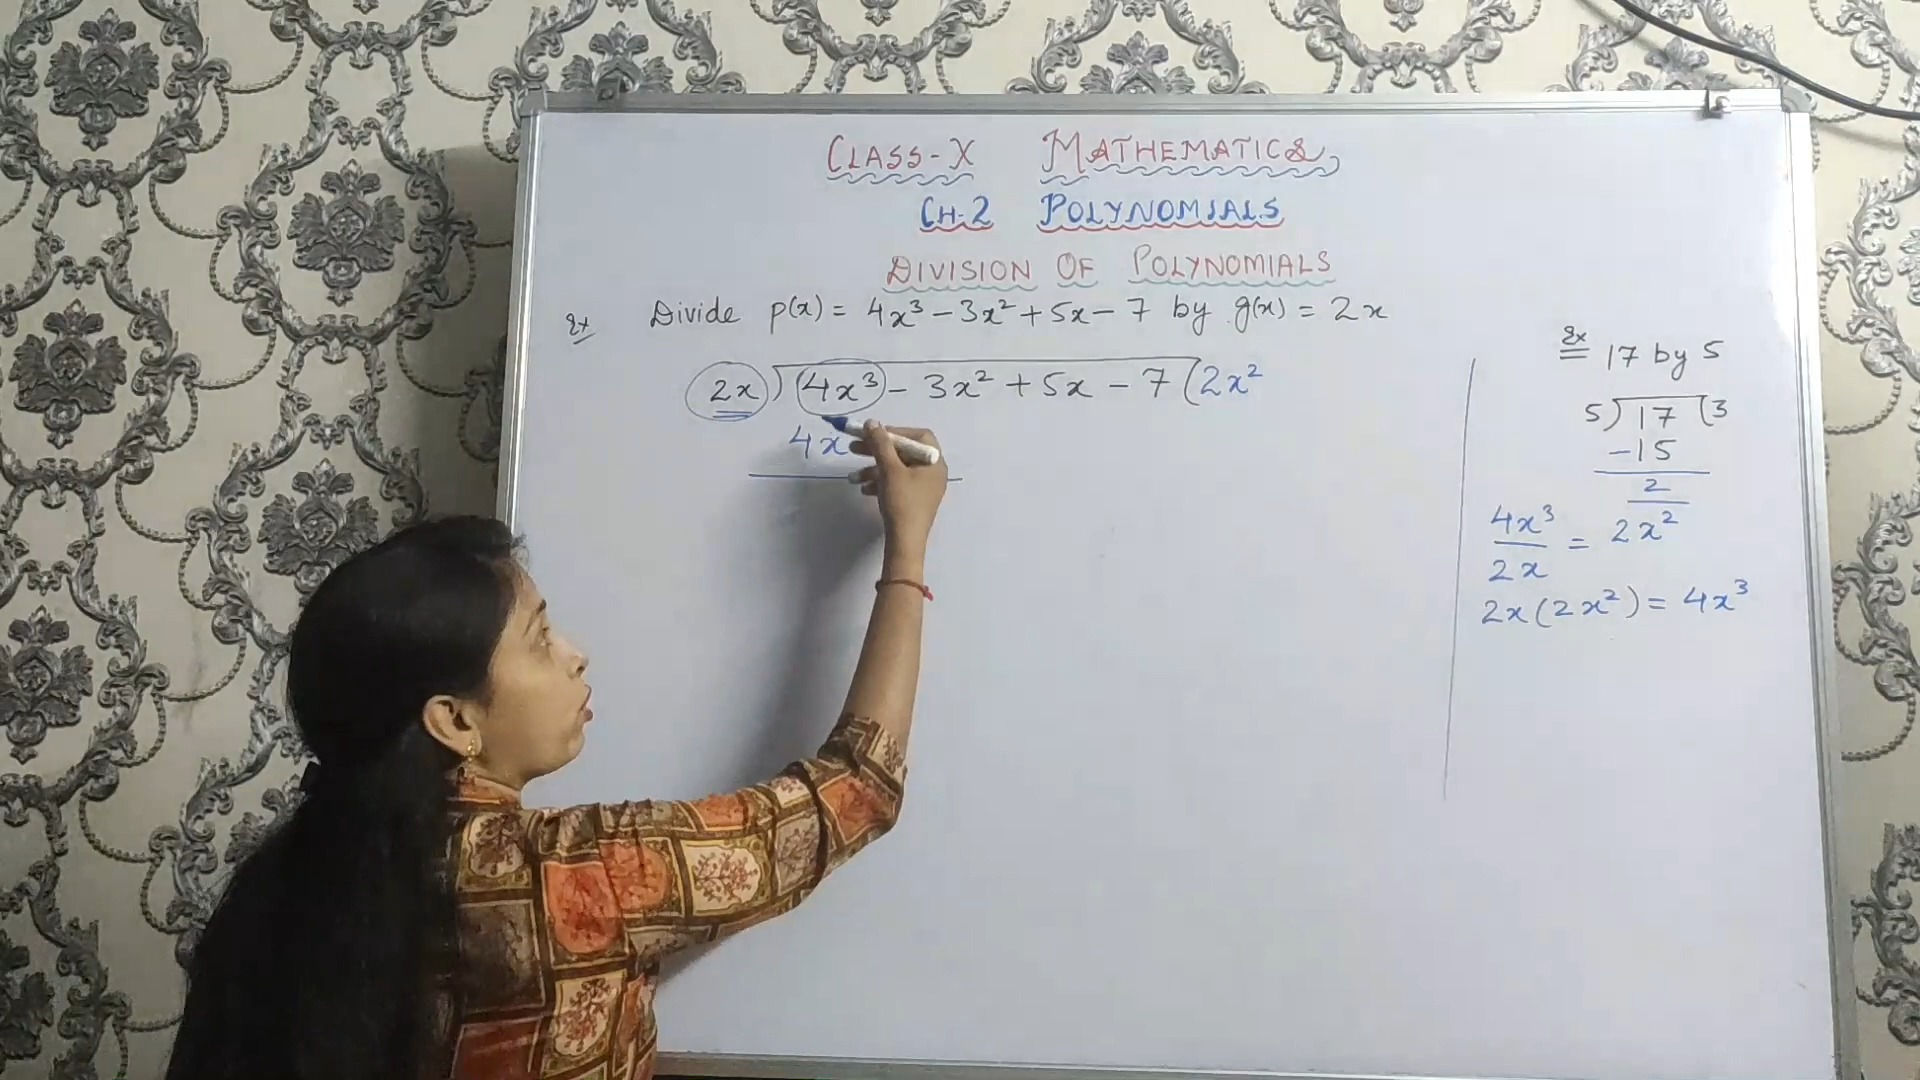 CLASS-X MATHEMATICS
CH-2 POLYNOMIALS
DIVISION OF POLYNOMIALS
Ex Divide p(x) = 4x³ - 3x² + 5x - 7 by g(x) = 2x
2x) 4x³ - 3x² + 5x - 7 (2x²
4x
Ex 17 by 5
5) 17 (3
-15
2
4x³/2x = 2x²
2x(2x²) = 4x³